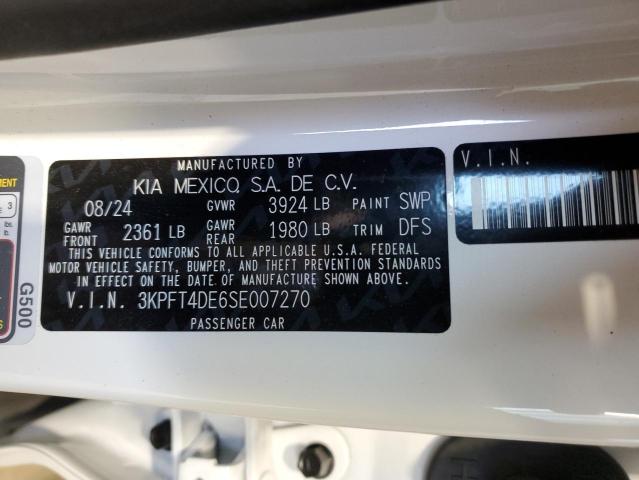 MANUFACTURED BY
KIA MEXICO, S.A. DE C.V.
08/24 GVWR 3924 LB PAINT SWP
GAWR FRONT 2361 LB GAWR REAR 1980 LB TRIM DFS
THIS VEHICLE CONFORMS TO ALL APPLICABLE U.S.A. FEDERAL
MOTOR VEHICLE SAFETY, BUMPER, AND THEFT PREVENTION STANDARDS
IN EFFECT ON THE DATE OF MANUFACTURE SHOWN ABOVE.
V.I.N. 3KPFT4DE6SE007270
PASSENGER CAR
V.I.N.
G500
3
lbs.